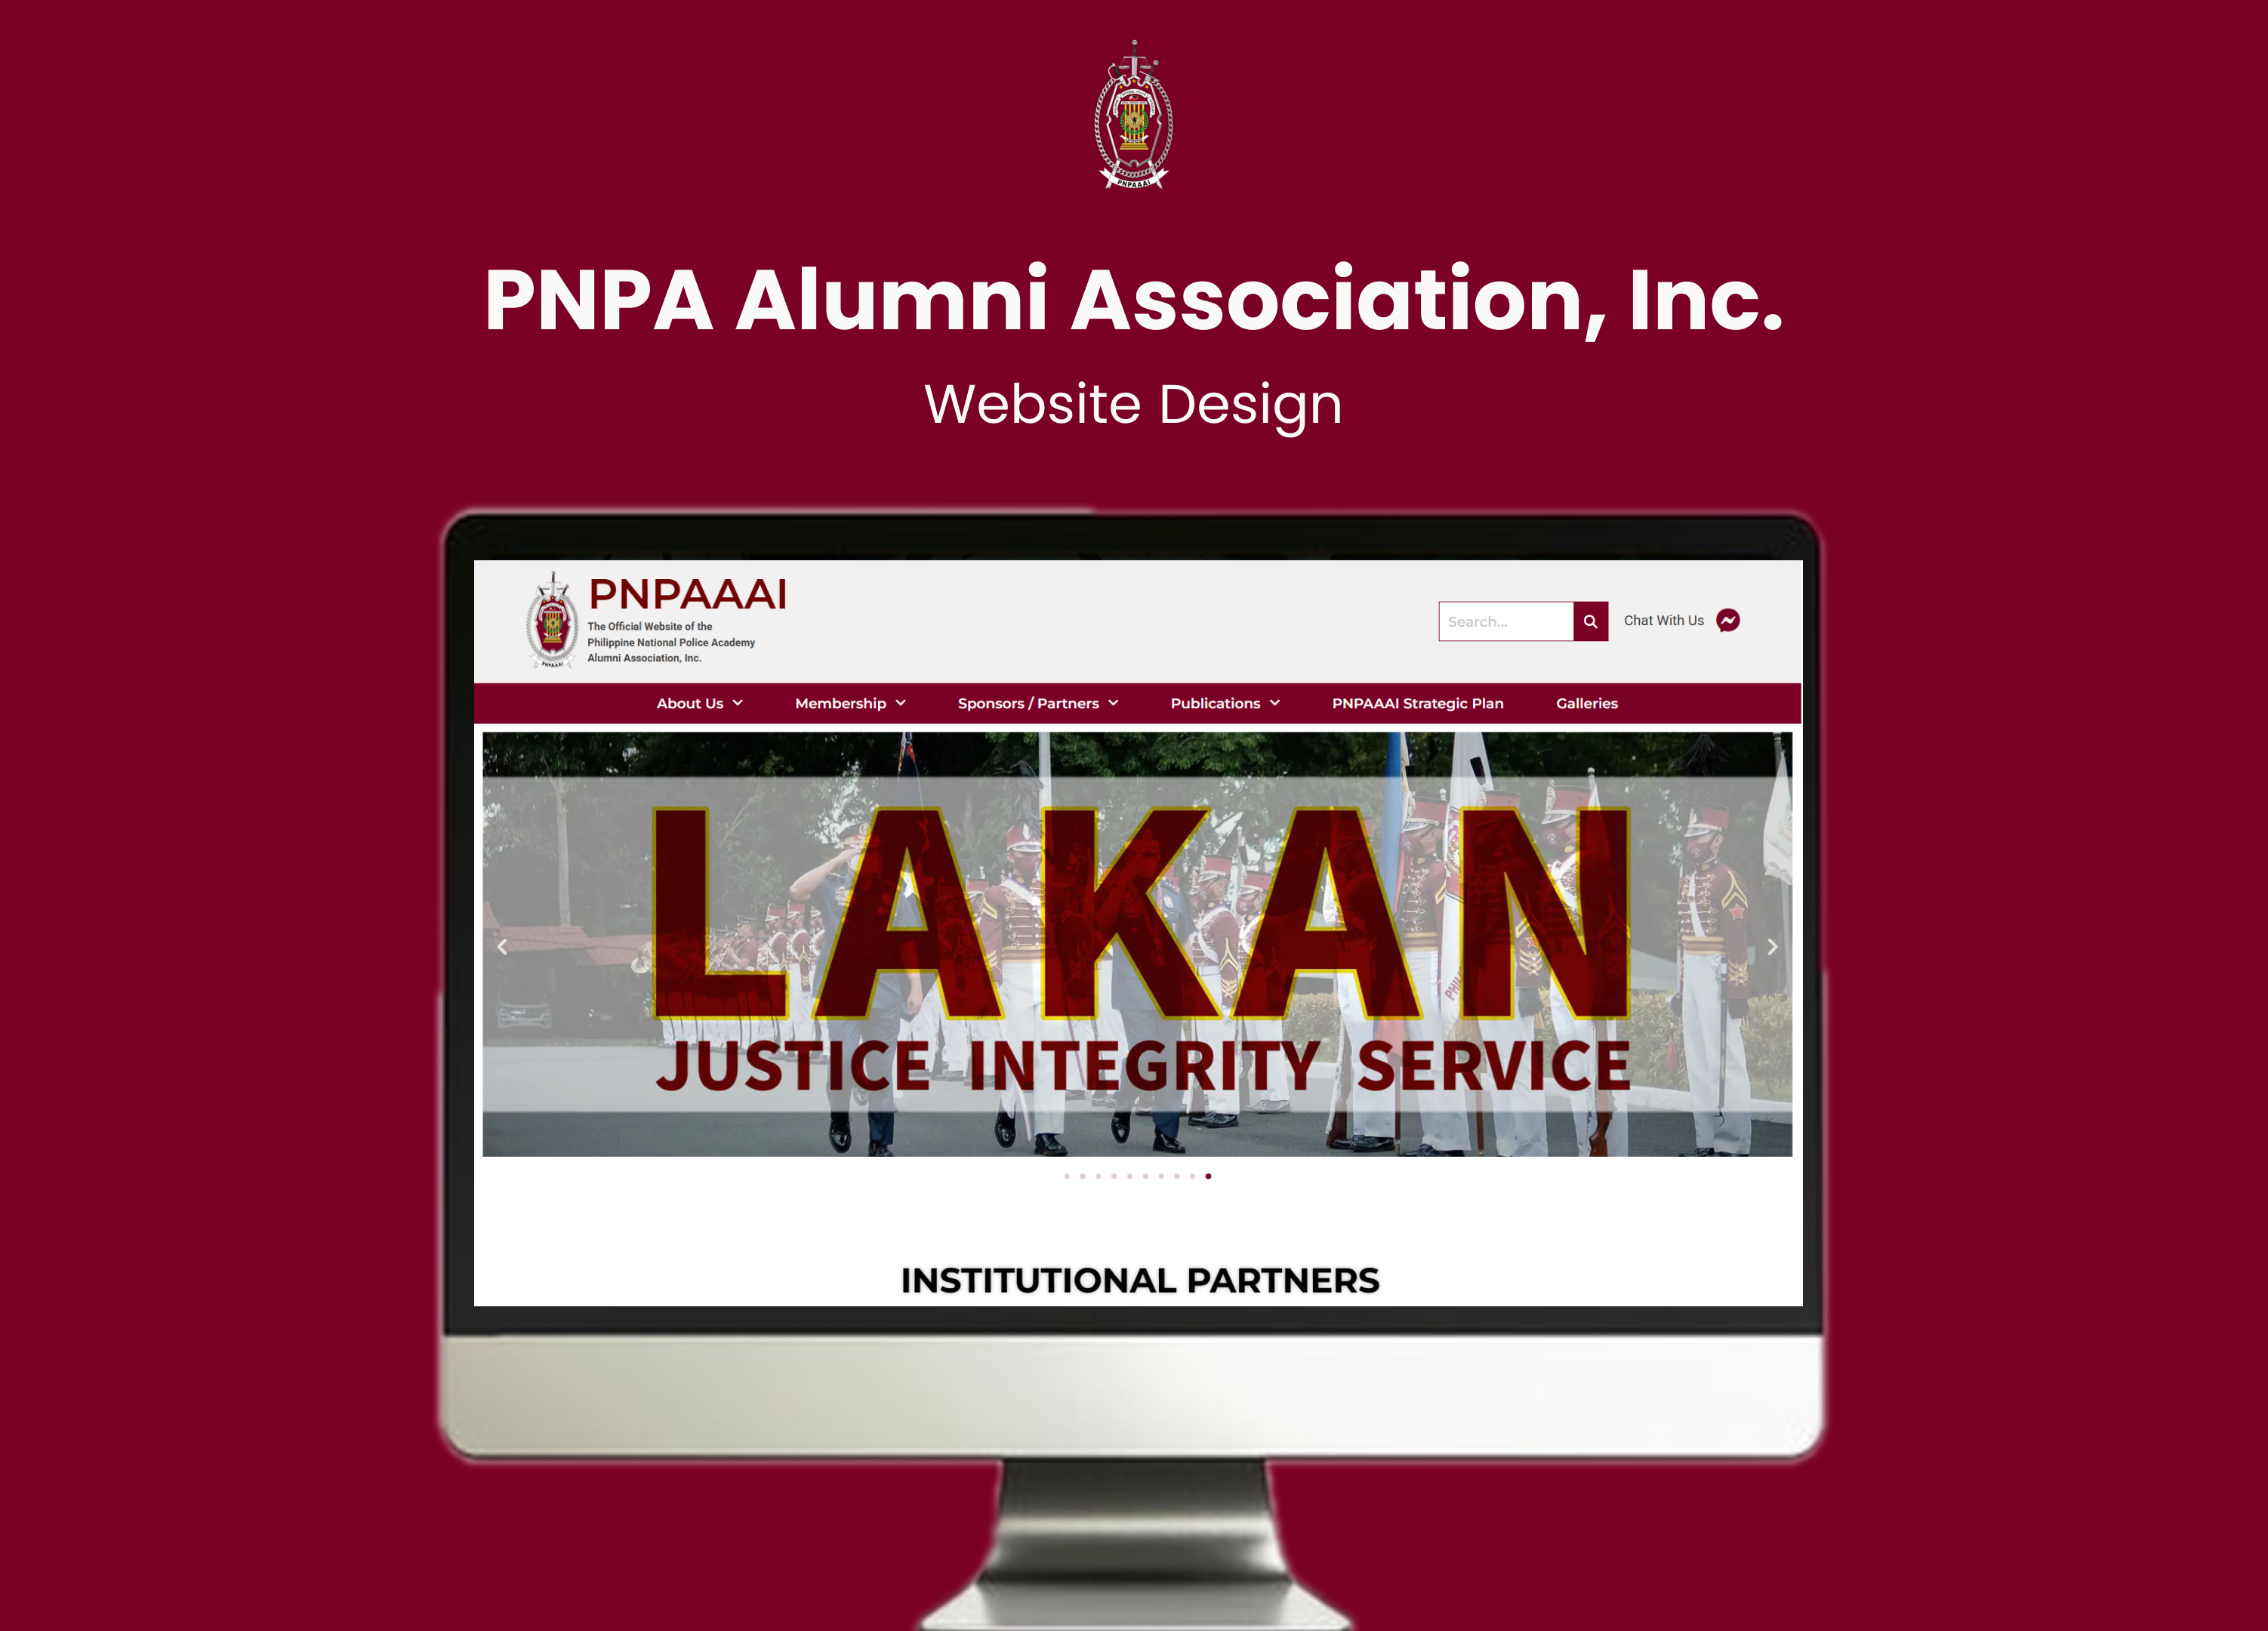 PNPAAAI
PNPA Alumni Association, Inc.
Website Design
PNPAAAI
The Official Website of the
Philippine National Police Academy
Alumni Association, Inc.
PNPAAAI
Search...
Chat With Us
About Us
Membership
Sponsors / Partners
Publications
PNPAAAI Strategic Plan
Galleries
LAKAN
JUSTICE INTEGRITY SERVICE
INSTITUTIONAL PARTNERS